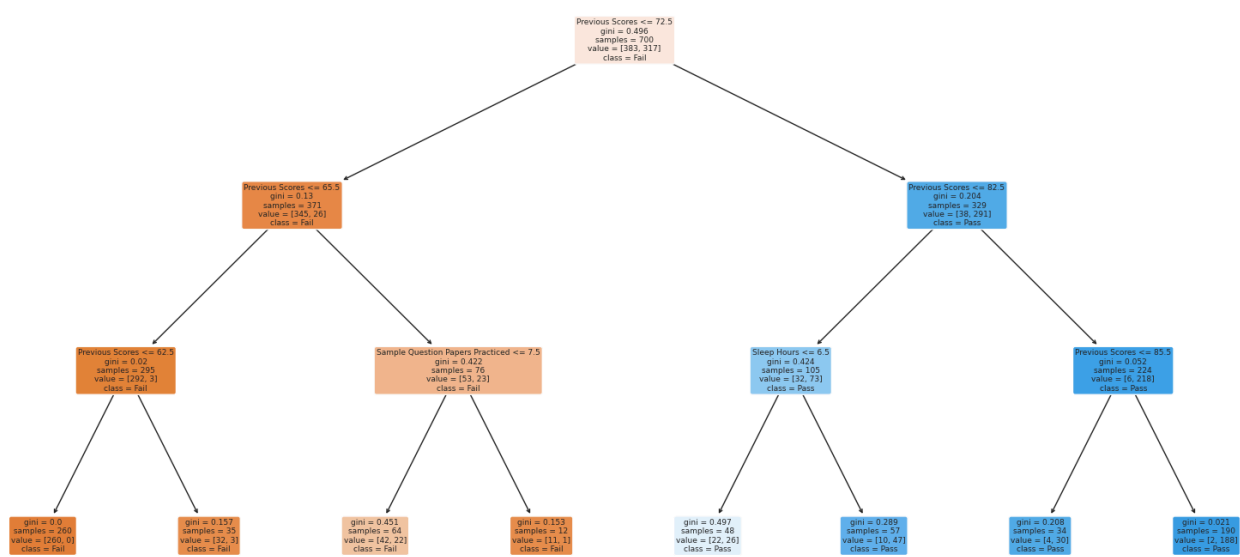 Previous Scores <= 72.5
gini = 0.496
samples = 700
value = [383, 317]
class = Fail
Previous Scores <= 65.5
gini = 0.13
samples = 371
value = [345, 26]
class = Fail
Previous Scores <= 82.5
gini = 0.204
samples = 329
value = [38, 291]
class = Pass
Previous Scores <= 62.5
gini = 0.02
samples = 295
value = [292, 3]
class = Fail
Sample Question Papers Practiced <= 7.5
gini = 0.422
samples = 76
value = [53, 23]
class = Fail
Sleep Hours <= 6.5
gini = 0.424
samples = 105
value = [32, 73]
class = Pass
Previous Scores <= 85.5
gini = 0.052
samples = 224
value = [6, 218]
class = Pass
gini = 0.0
samples = 260
value = [260, 0]
class = Fail
gini = 0.157
samples = 35
value = [32, 3]
class = Fail
gini = 0.451
samples = 64
value = [42, 22]
class = Fail
gini = 0.153
samples = 12
value = [11, 1]
class = Fail
gini = 0.497
samples = 48
value = [22, 26]
class = Pass
gini = 0.289
samples = 57
value = [10, 47]
class = Pass
gini = 0.208
samples = 34
value = [4, 30]
class = Pass
gini = 0.021
samples = 190
value = [2, 188]
class = Pass